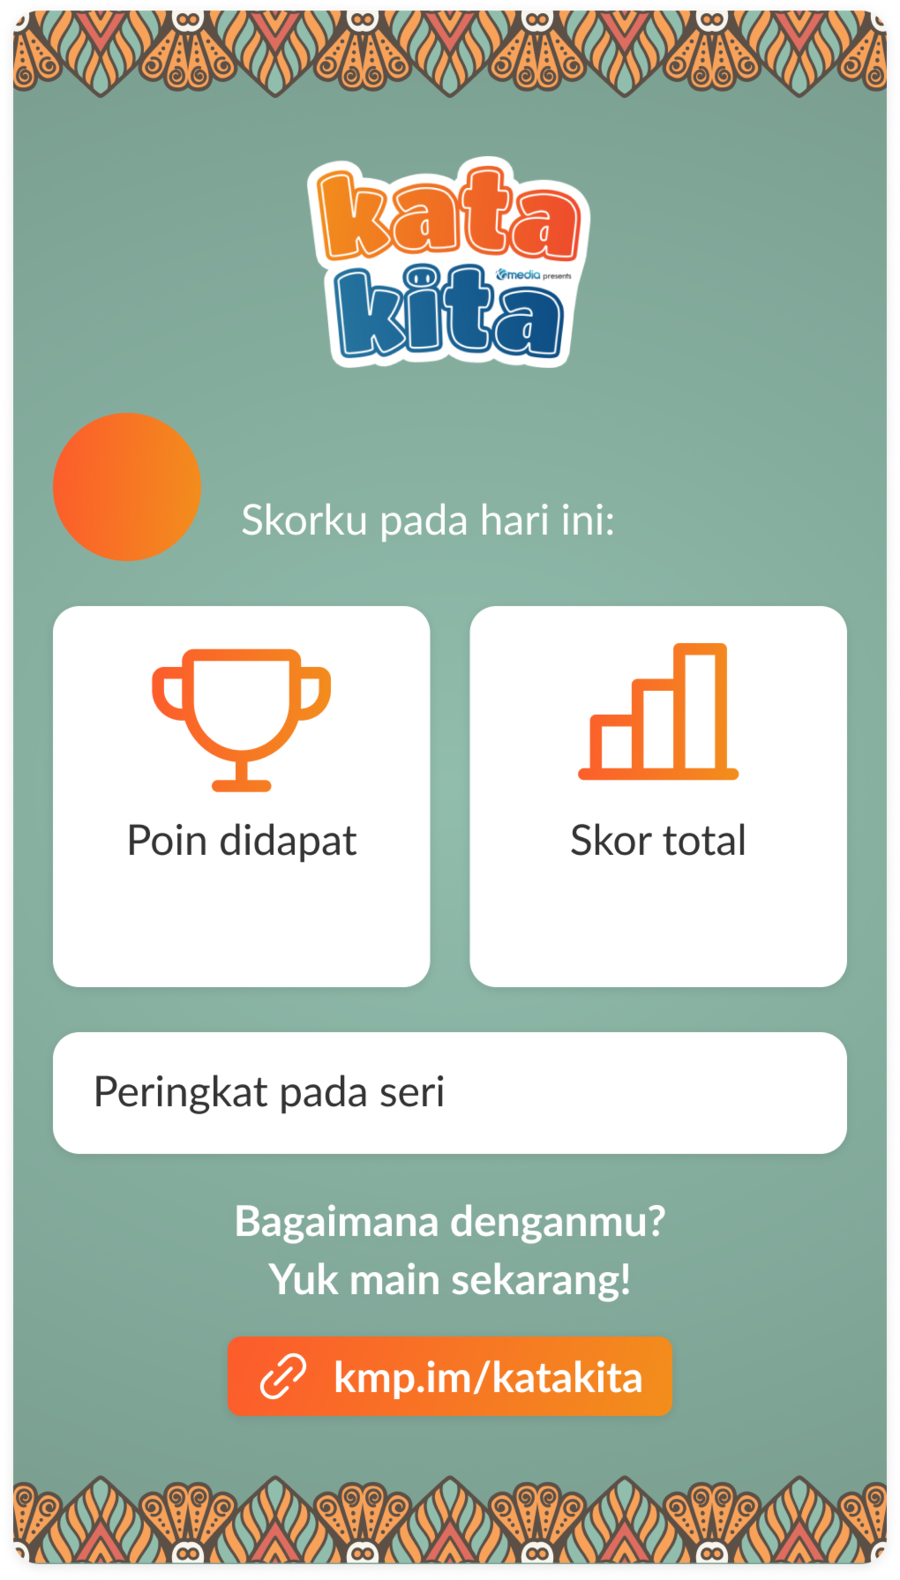 kata
kmedia presents
kita
Skorku pada hari ini:
Poin didapat
Skor total
Peringkat pada seri
Bagaimana denganmu?
Yuk main sekarang!
kmp.im/katakita